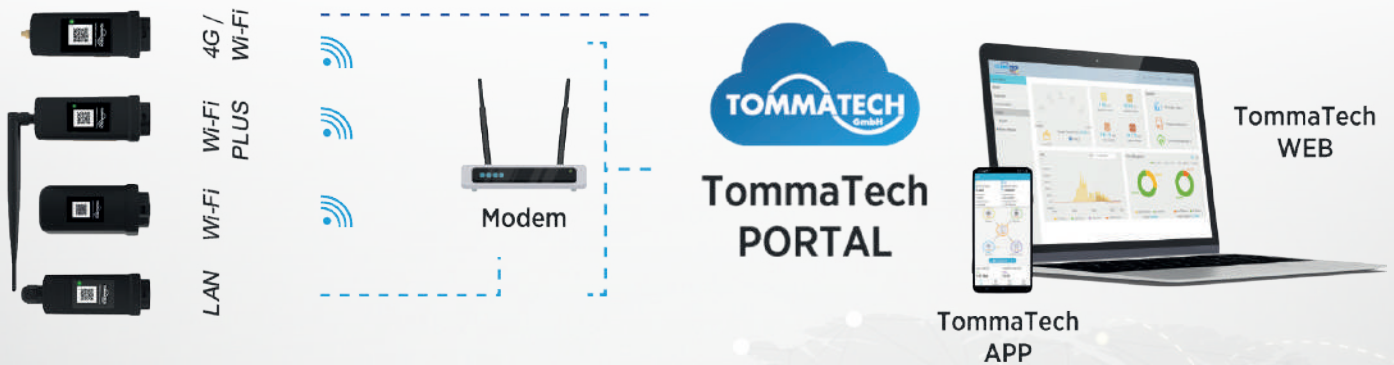 4G /
Wi-Fi
Wi-Fi
PLUS
Wi-Fi
LAN
Modem
TOMMATECH
GmbH
TommaTech
PORTAL
TommaTech
WEB
TommaTech
APP